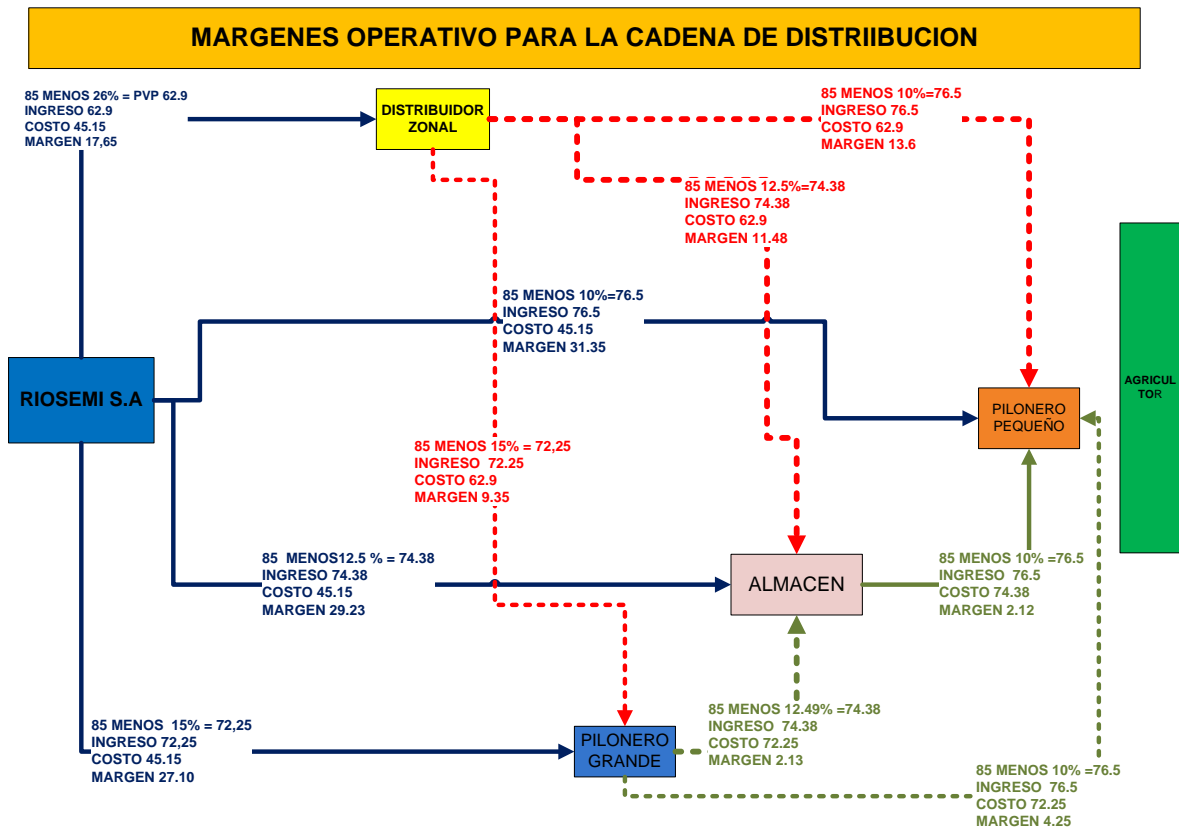 MARGENES OPERATIVO PARA LA CADENA DE DISTRIIBUCION
85 MENOS 26% = PVP 62.9
INGRESO 62.9
COSTO 45.15
MARGEN 17,65
DISTRIBUIDOR
ZONAL
85 MENOS 10%=76.5
INGRESO 76.5
COSTO 62.9
MARGEN 13.6
85 MENOS 12.5%=74.38
INGRESO 74.38
COSTO 62.9
MARGEN 11.48
85 MENOS 10%=76.5
INGRESO 76.5
COSTO 45.15
MARGEN 31.35
RIOSEMI S.A
PILONERO
PEQUEÑO
AGRICUL
TOR
85 MENOS 15% = 72,25
INGRESO 72.25
COSTO 62.9
MARGEN 9.35
85 MENOS12.5 % = 74.38
INGRESO 74.38
COSTO 45.15
MARGEN 29.23
ALMACEN
85 MENOS 10% =76.5
INGRESO 76.5
COSTO 74.38
MARGEN 2.12
85 MENOS 15% = 72,25
INGRESO 72,25
COSTO 45.15
MARGEN 27.10
PILONERO
GRANDE
85 MENOS 12.49% =74.38
INGRESO 74.38
COSTO 72.25
MARGEN 2.13
85 MENOS 10% =76.5
INGRESO 76.5
COSTO 72.25
MARGEN 4.25